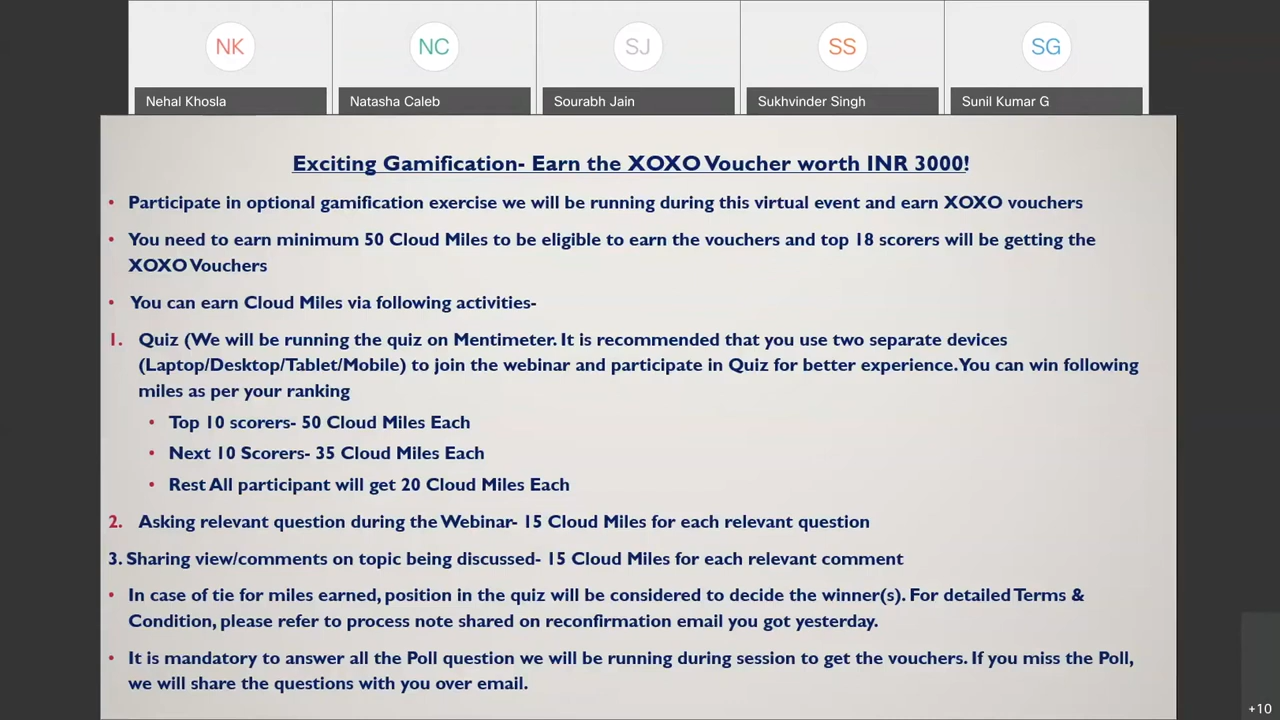 NK
NC
SJ
SS
SG
Nehal Khosla
Natasha Caleb
Sourabh Jain
Sukhvinder Singh
Sunil Kumar G
Exciting Gamification- Earn the XOXO Voucher worth INR 3000!
• Participate in optional gamification exercise we will be running during this virtual event and earn XOXO vouchers
• You need to earn minimum 50 Cloud Miles to be eligible to earn the vouchers and top 18 scorers will be getting the
XOXO Vouchers
• You can earn Cloud Miles via following activities-
1. Quiz (We will be running the quiz on Mentimeter. It is recommended that you use two separate devices
(Laptop/Desktop/Tablet/Mobile) to join the webinar and participate in Quiz for better experience. You can win following
miles as per your ranking
• Top 10 scorers- 50 Cloud Miles Each
• Next 10 Scorers- 35 Cloud Miles Each
• Rest All participant will get 20 Cloud Miles Each
2. Asking relevant question during the Webinar- 15 Cloud Miles for each relevant question
3. Sharing view/comments on topic being discussed- 15 Cloud Miles for each relevant comment
• In case of tie for miles earned, position in the quiz will be considered to decide the winner(s). For detailed Terms &
Condition, please refer to process note shared on reconfirmation email you got yesterday.
• It is mandatory to answer all the Poll question we will be running during session to get the vouchers. If you miss the Poll,
we will share the questions with you over email.
+10